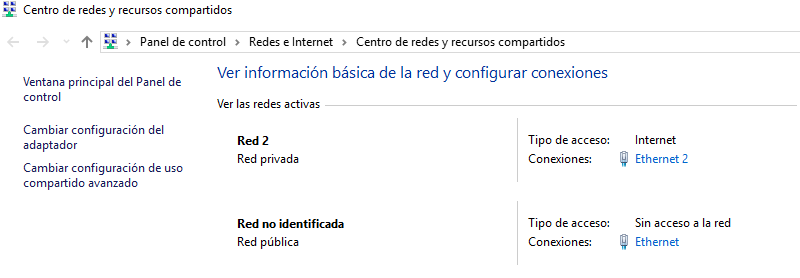 Centro de redes y recursos compartidos
Panel de control > Redes e Internet > Centro de redes y recursos compartidos
Ventana principal del Panel de
control
Cambiar configuración del
adaptador
Cambiar configuración de uso
compartido avanzado
Ver información básica de la red y configurar conexiones
Ver las redes activas
Red 2
Red privada
Tipo de acceso: Internet
Conexiones: Ethernet 2
Red no identificada
Red pública
Tipo de acceso: Sin acceso a la red
Conexiones: Ethernet